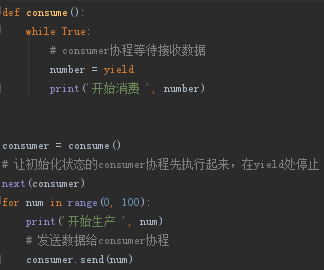 def consume():
    while True:
        # consumer协程等待接收数据
        number = yield
        print('开始消费 ', number)
consumer = consume()
# 让初始化状态的consumer协程先执行起来，在yield处停止
next(consumer)
for num in range(0, 100):
    print('开始生产 ', num)
    # 发送数据给consumer协程
    consumer.send(num)